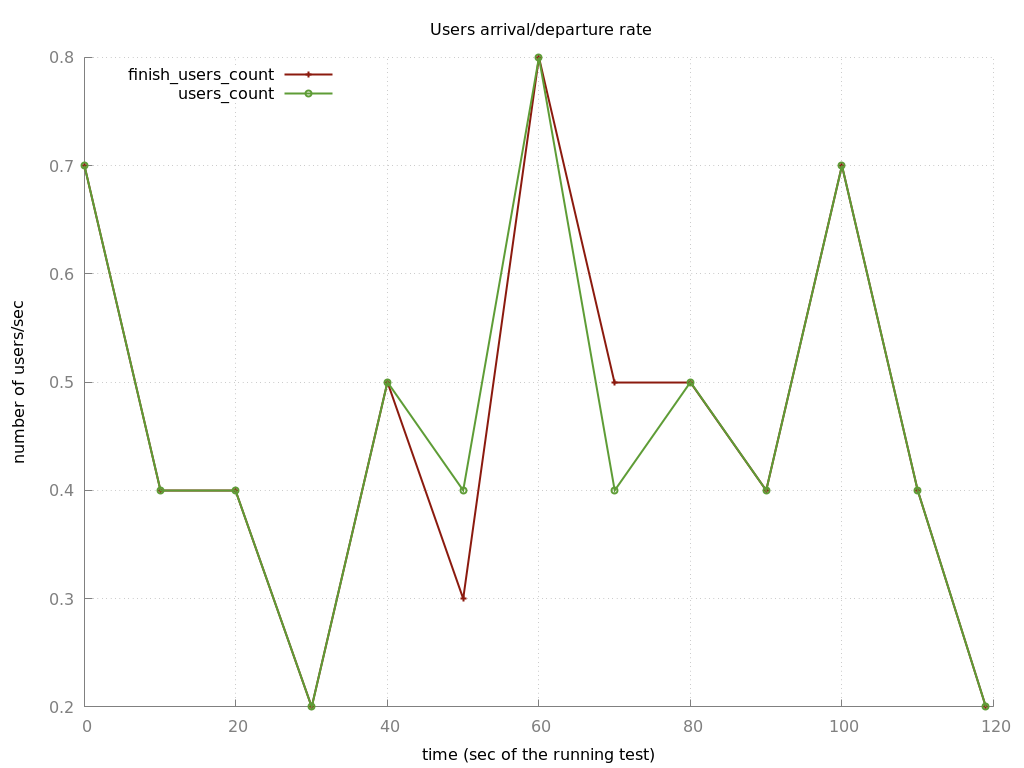 Users arrival/departure rate
finish_users_count
users_count
0.8
0.7
0.6
0.5
0.4
0.3
0.2
number of users/sec
0 20 40 60 80 100 120
time (sec of the running test)